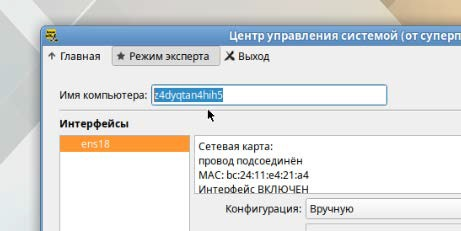 Центр управления системой (от суперп
Главная Режим эксперта Выход
Имя компьютера: z4dyqtan4hih5
Интерфейсы
ens18
Сетевая карта:
провод подсоединён
MAC: bc:24:11:e4:21:a4
Интерфейс ВКЛЮЧЕН
Конфигурация: Вручную